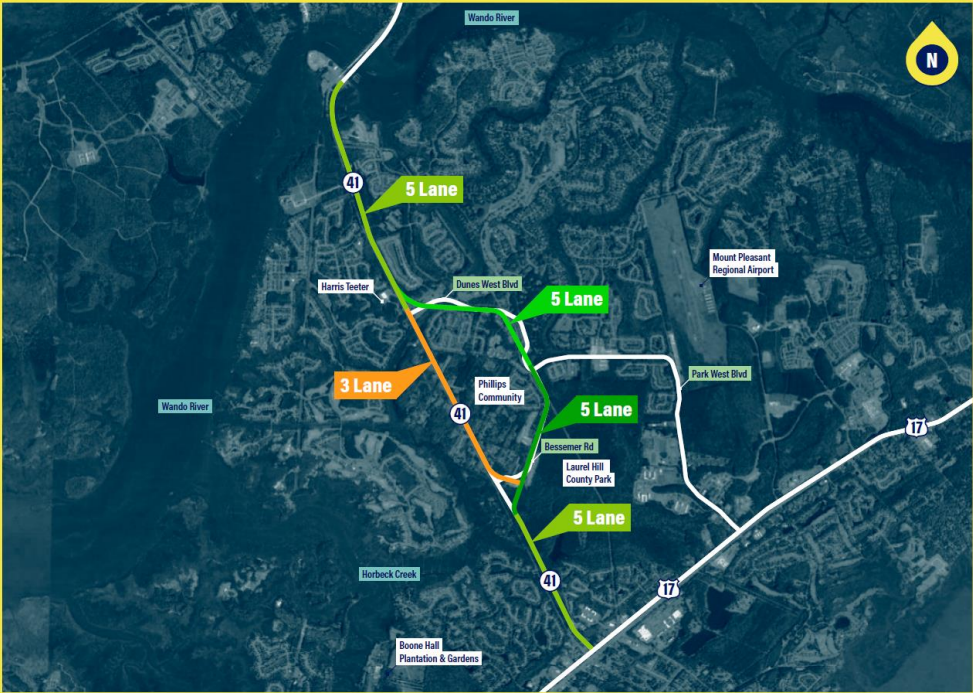 Wando River
N
41
5 Lane
Mount Pleasant
Regional Airport
Harris Teeter
Dunes West Blvd
5 Lane
3 Lane
Phillips
Community
Park West Blvd
Wando River
41
5 Lane
17
Bessemer Rd
Laurel Hill
County Park
5 Lane
Horbeck Creek
41
17
Boone Hall
Plantation & Gardens